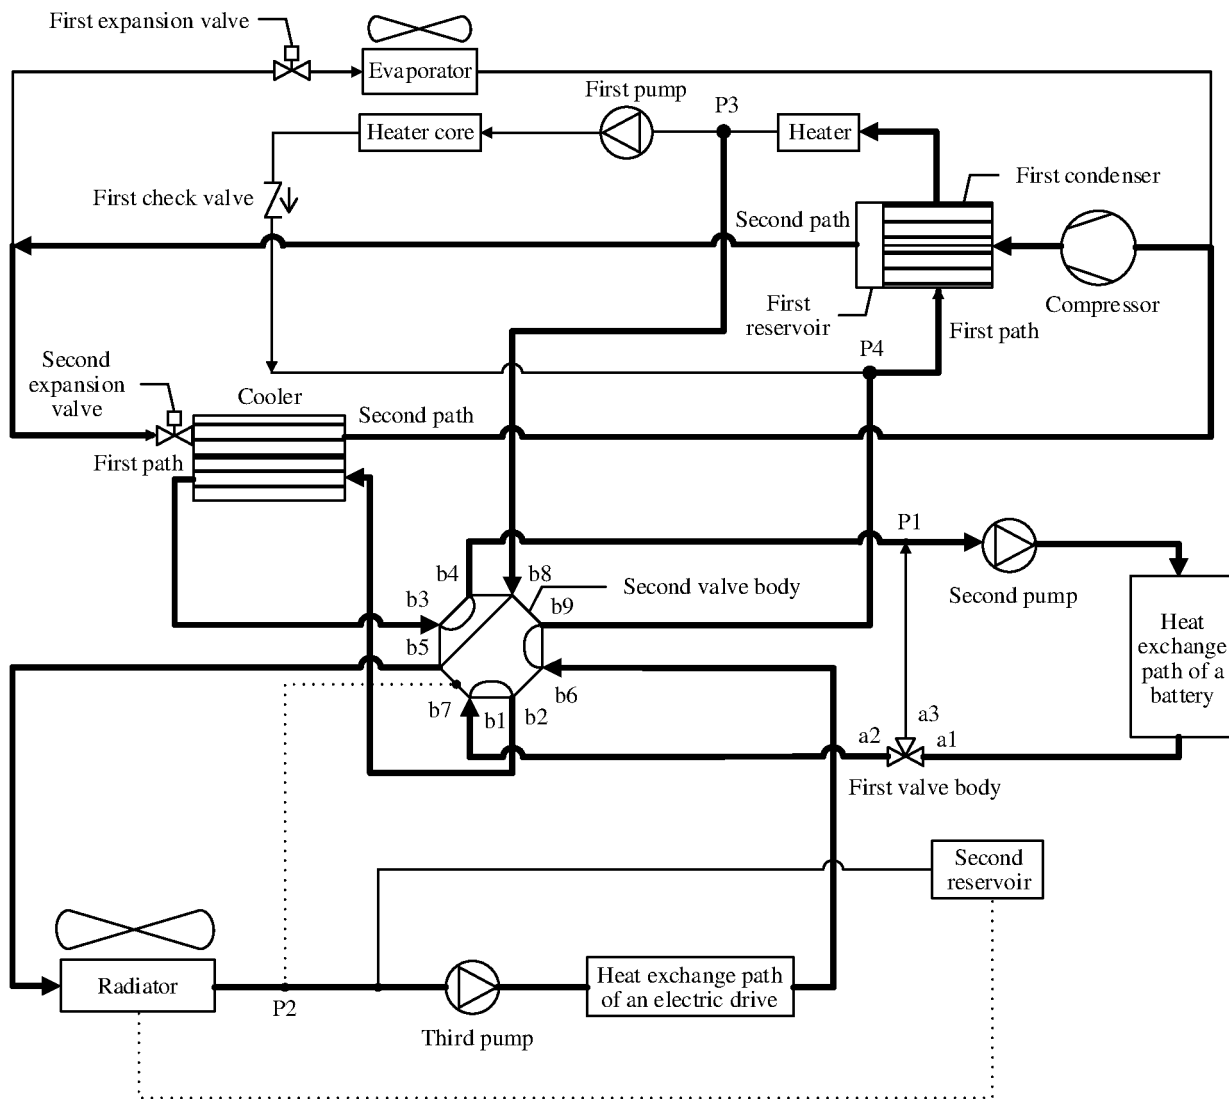 First expansion valve
Evaporator
First pump
P3
Heater core
Heater
First condenser
First check valve
Second path
Compressor
First
reservoir
First path
P4
Second
expansion
valve
Cooler
Second path
First path
P1
b4
b8
Second valve body
Second pump
b3
b9
b5
Heat
exchange
path of a
battery
b6
b7
b1
b2
a3
a2
a1
First valve body
Second
reservoir
Radiator
P2
Heat exchange path
of an electric drive
Third pump